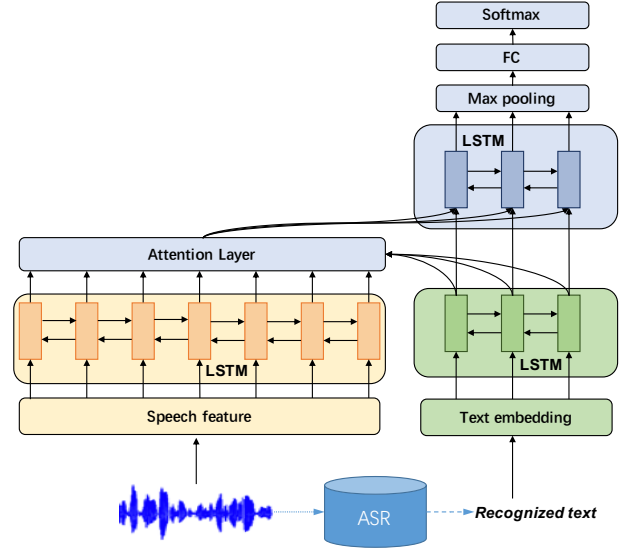 Softmax
FC
Max pooling
LSTM
Attention Layer
LSTM
LSTM
Speech feature
Text embedding
ASR
Recognized text